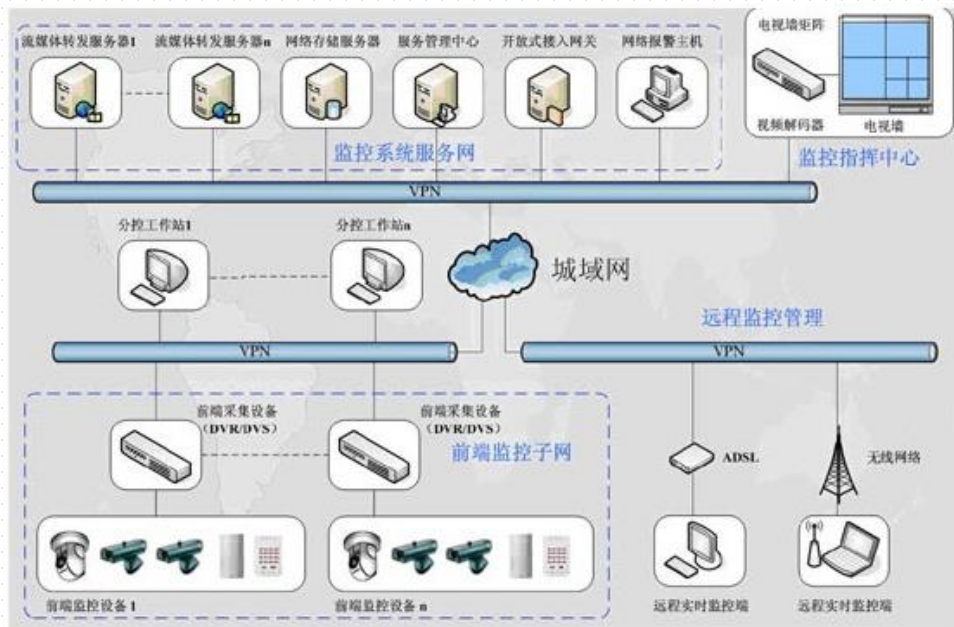 流媒体转发服务器1
流媒体转发服务器n
网络存储服务器
服务管理中心
开放式接入网关
网络报警主机
电视墙矩阵
视频解码器
电视墙
监控系统服务网
监控指挥中心
VPN
分控工作站1
分控工作站n
城域网
远程监控管理
VPN
VPN
前端采集设备
(DVR/DVS)
前端采集设备
(DVR/DVS)
前端监控子网
ADSL
无线网络
前端监控设备 1
前端监控设备 n
远程实时监控端
远程实时监控端